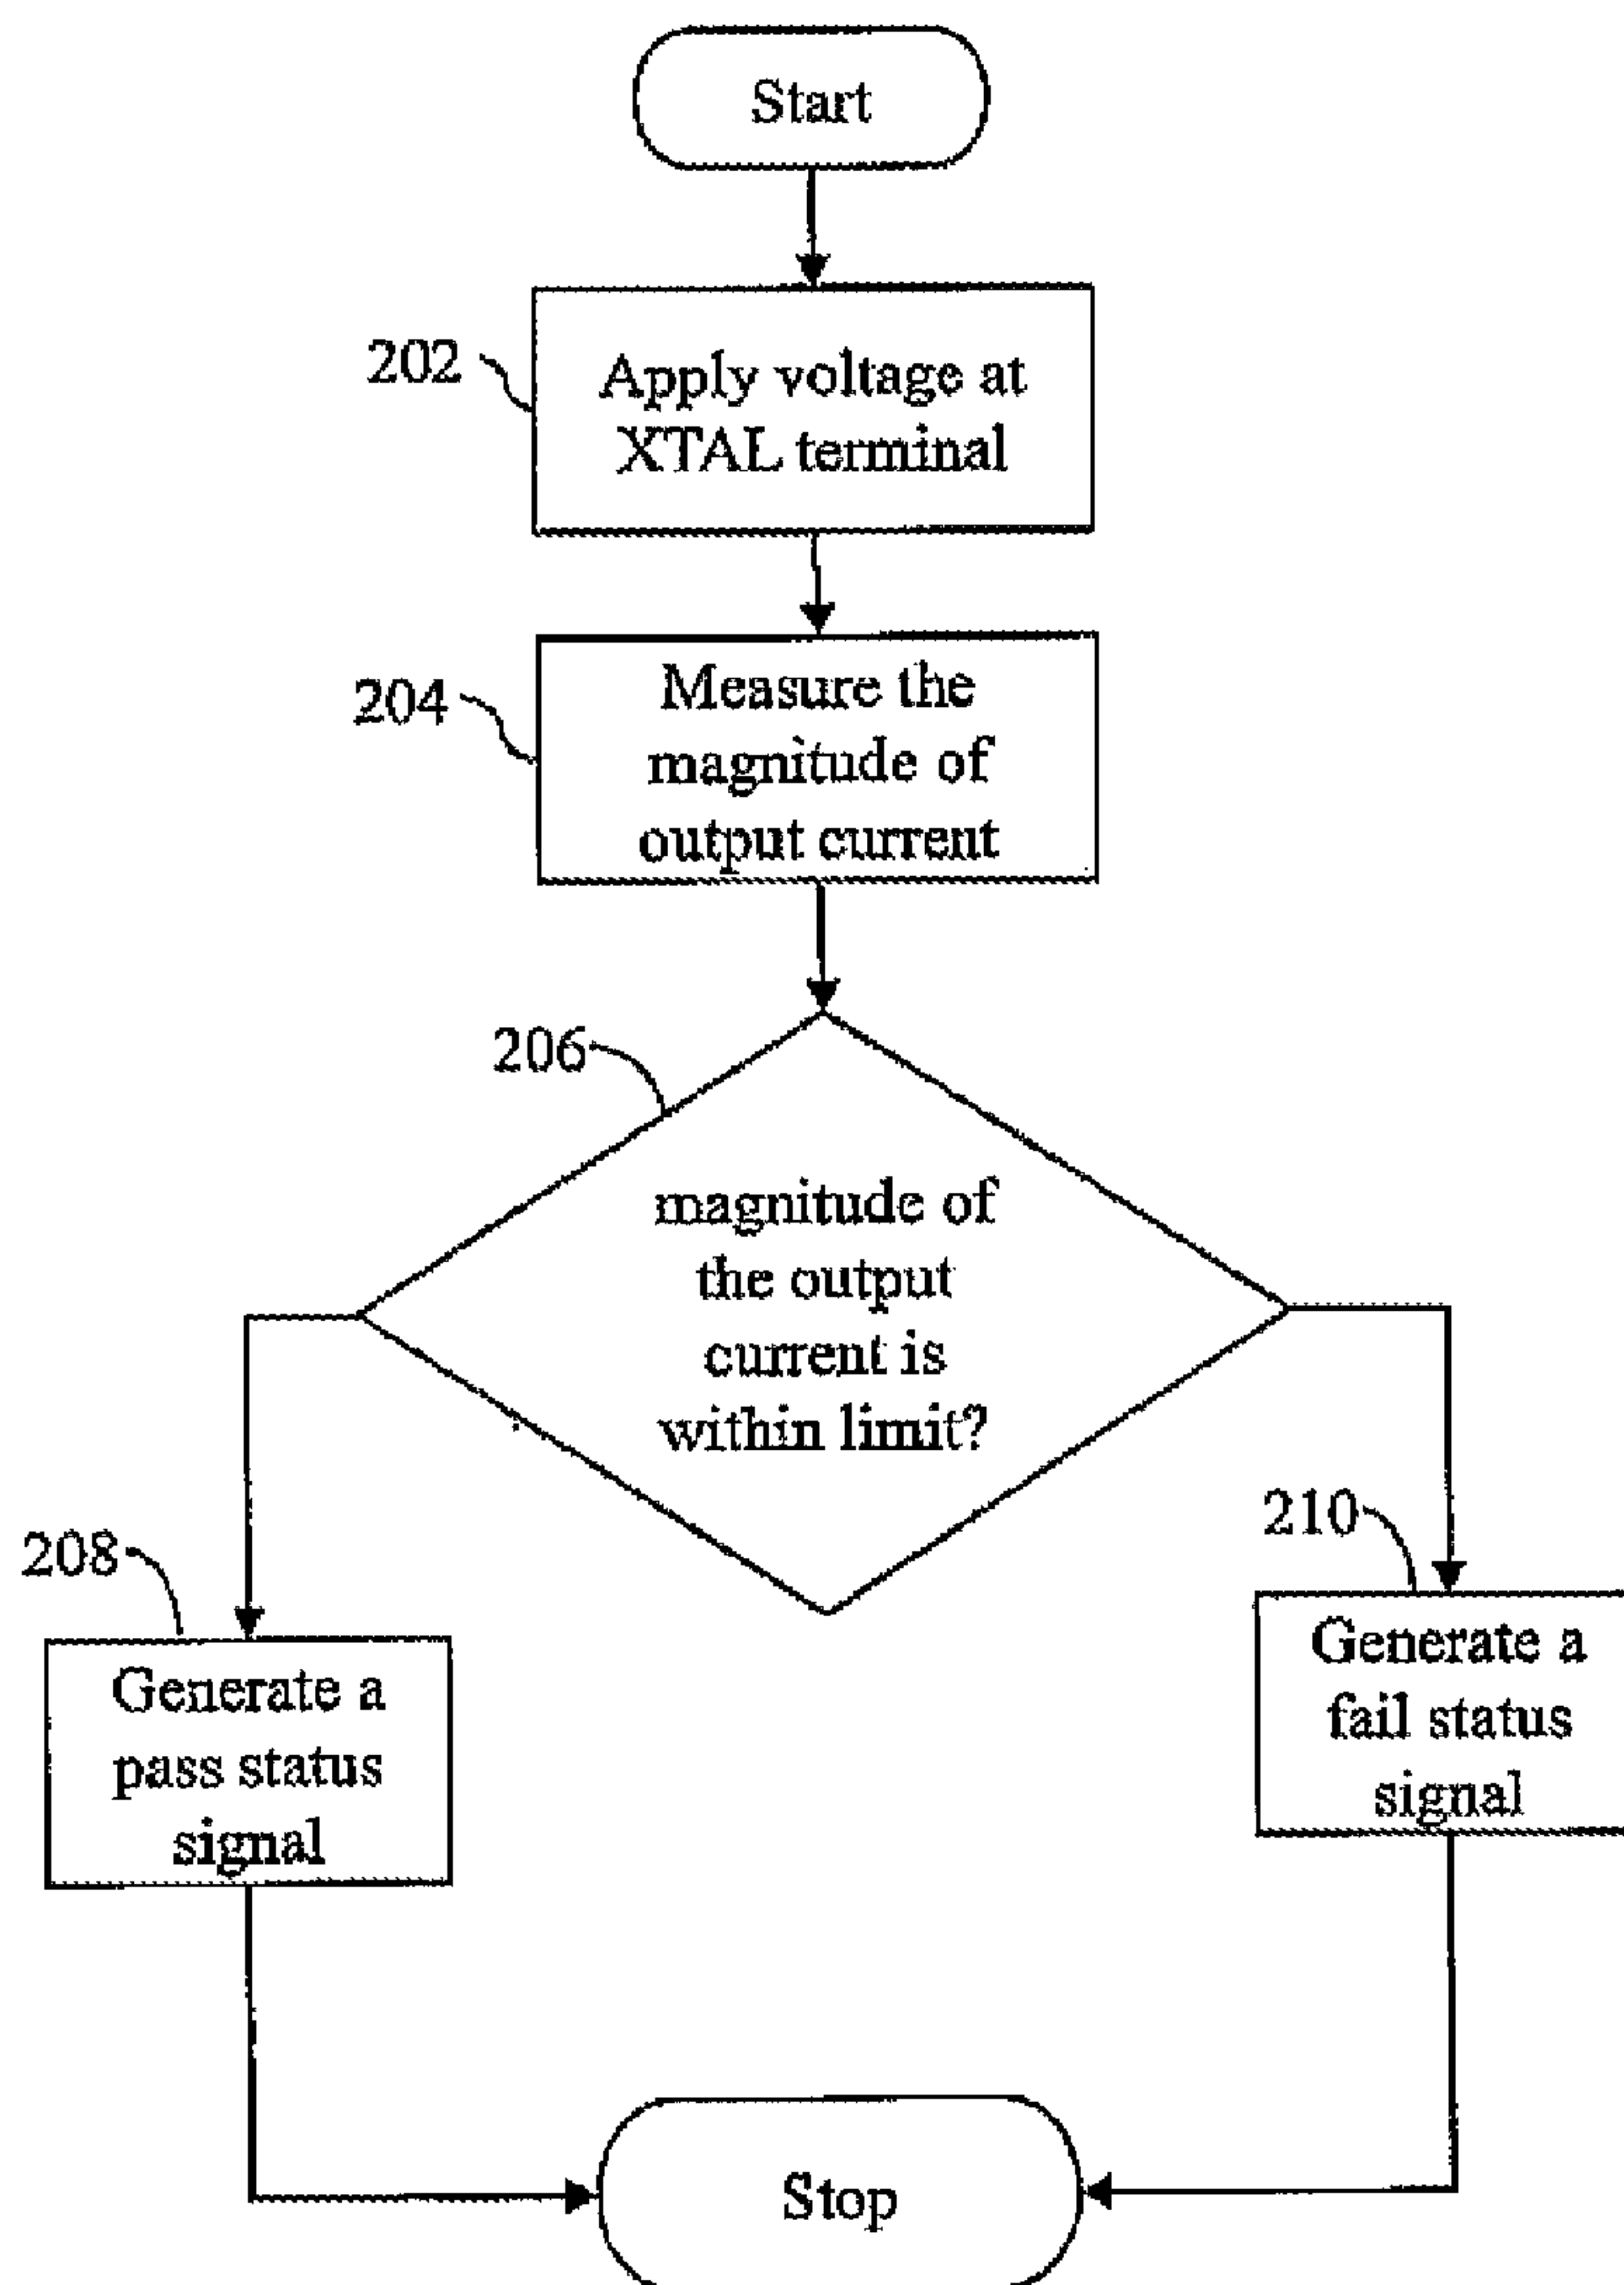 Start
202
Apply voltage at
XTAL terminal
204
Measure the
magnitude of
output current
206
magnitude of
the output
current is
within limit?
208
Generate a
pass status
signal
210
Generate a
fail status
signal
Stop